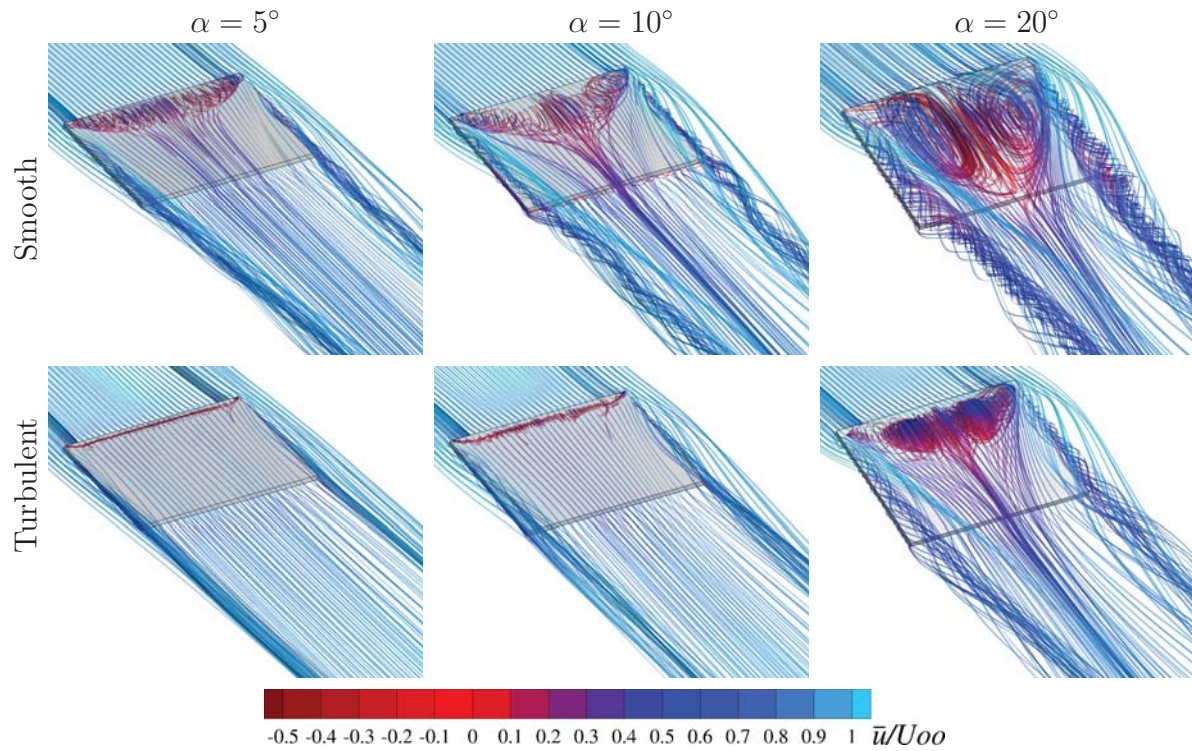 α = 5° α = 10° α = 20°
Smooth
Turbulent
-0.5 -0.4 -0.3 -0.2 -0.1 0 0.1 0.2 0.3 0.4 0.5 0.6 0.7 0.8 0.9 1 u̅/Uoo